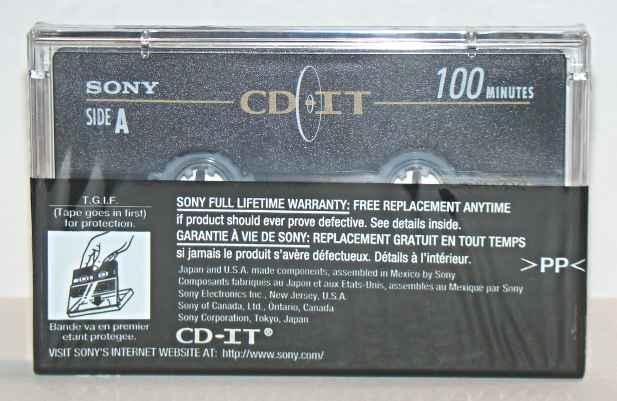 SONY
CD-IT
100 MINUTES
SIDE A
T.G.I.F.
(Tape goes in first)
for protection.
Bande va en premier
etant protegee.
SONY FULL LIFETIME WARRANTY: FREE REPLACEMENT ANYTIME
if product should ever prove defective. See details inside.
GARANTIE À VIE DE SONY: REPLACEMENT GRATUIT EN TOUT TEMPS
si jamais le produit s'avère défectueux. Détails à l'intérieur.
Japan and U.S.A. made components, assembled in Mexico by Sony
Composants fabriqués au Japon et aux Etats-Unis, assemblés au Mexique par Sony
Sony Electronics Inc., New Jersey, U.S.A.
Sony of Canada, Ltd., Ontario, Canada
Sony Corporation, Tokyo, Japan
>PP<
CD-IT®
VISIT SONY'S INTERNET WEBSITE AT: http://www.sony.com/